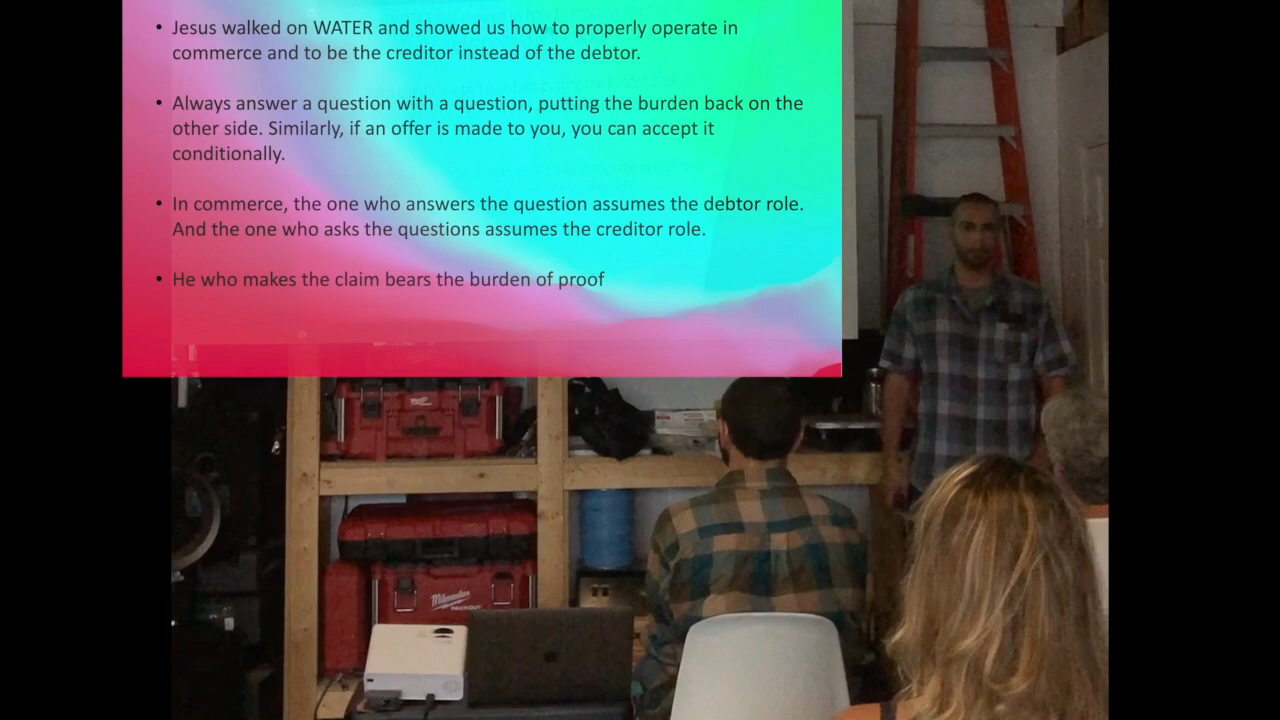 • Jesus walked on WATER and showed us how to properly operate in
commerce and to be the creditor instead of the debtor.
• Always answer a question with a question, putting the burden back on the
other side. Similarly, if an offer is made to you, you can accept it
conditionally.
• In commerce, the one who answers the question assumes the debtor role.
And the one who asks the questions assumes the creditor role.
• He who makes the claim bears the burden of proof
Milwaukee
PACKOUT